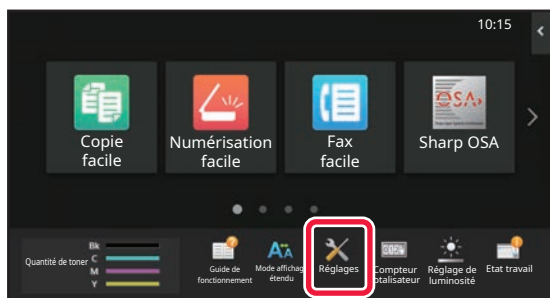 10:15
Copie
facile
Numérisation
facile
Fax
facile
OSA
Sharp OSA
Quantité de toner
Bk
C
M
Y
Guide de
fonctionnement
Mode affichage
étendu
Réglages
Compteur
totalisateur
Réglage de
luminosité
Etat travail